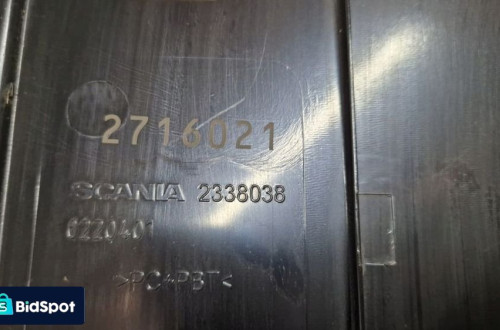 2716021
SCANIA 2338038
6220401
>PC+PBT<
BidSpot